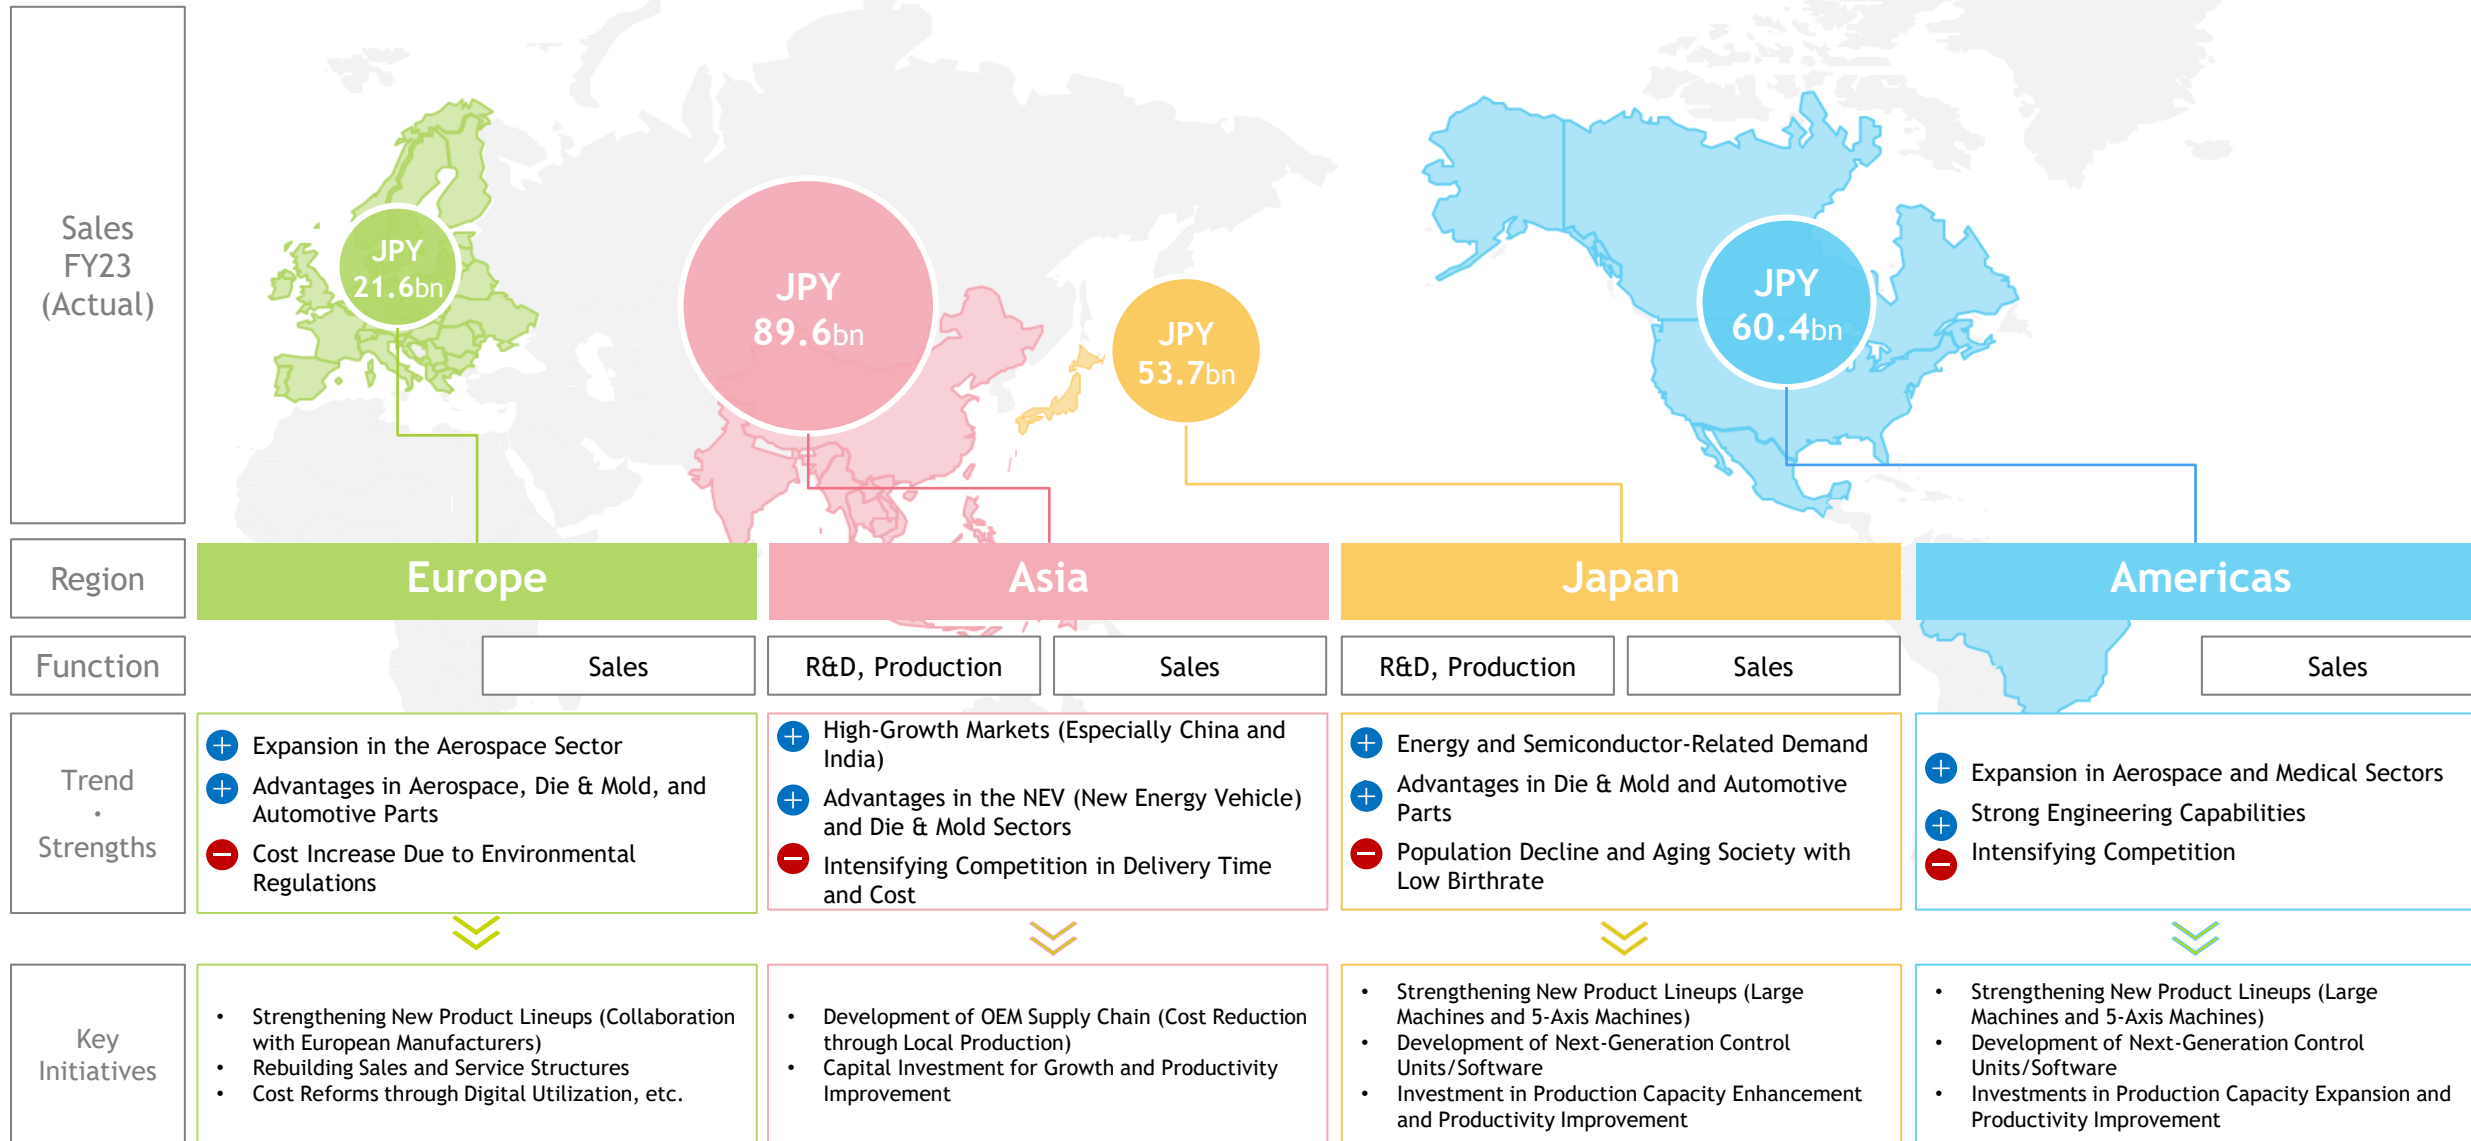 Sales
FY23
(Actual)
JPY
21.6bn
JPY
89.6bn
JPY
53.7bn
JPY
60.4bn
Region
Europe
Asia
Japan
Americas
Function
Sales
R&D, Production
Sales
R&D, Production
Sales
Sales
Trend
・
Strengths
Expansion in the Aerospace Sector
Advantages in Aerospace, Die & Mold, and
Automotive Parts
Cost Increase Due to Environmental
Regulations
High-Growth Markets (Especially China and
India)
Advantages in the NEV (New Energy Vehicle)
and Die & Mold Sectors
Intensifying Competition in Delivery Time
and Cost
Energy and Semiconductor-Related Demand
Advantages in Die & Mold and Automotive
Parts
Population Decline and Aging Society with
Low Birthrate
Expansion in Aerospace and Medical Sectors
Strong Engineering Capabilities
Intensifying Competition
Key
Initiatives
• Strengthening New Product Lineups (Collaboration
with European Manufacturers)
• Rebuilding Sales and Service Structures
• Cost Reforms through Digital Utilization, etc.
• Development of OEM Supply Chain (Cost Reduction
through Local Production)
• Capital Investment for Growth and Productivity
Improvement
• Strengthening New Product Lineups (Large
Machines and 5-Axis Machines)
• Development of Next-Generation Control
Units/Software
• Investment in Production Capacity Enhancement
and Productivity Improvement
• Strengthening New Product Lineups (Large
Machines and 5-Axis Machines)
• Development of Next-Generation Control
Units/Software
• Investments in Production Capacity Expansion and
Productivity Improvement